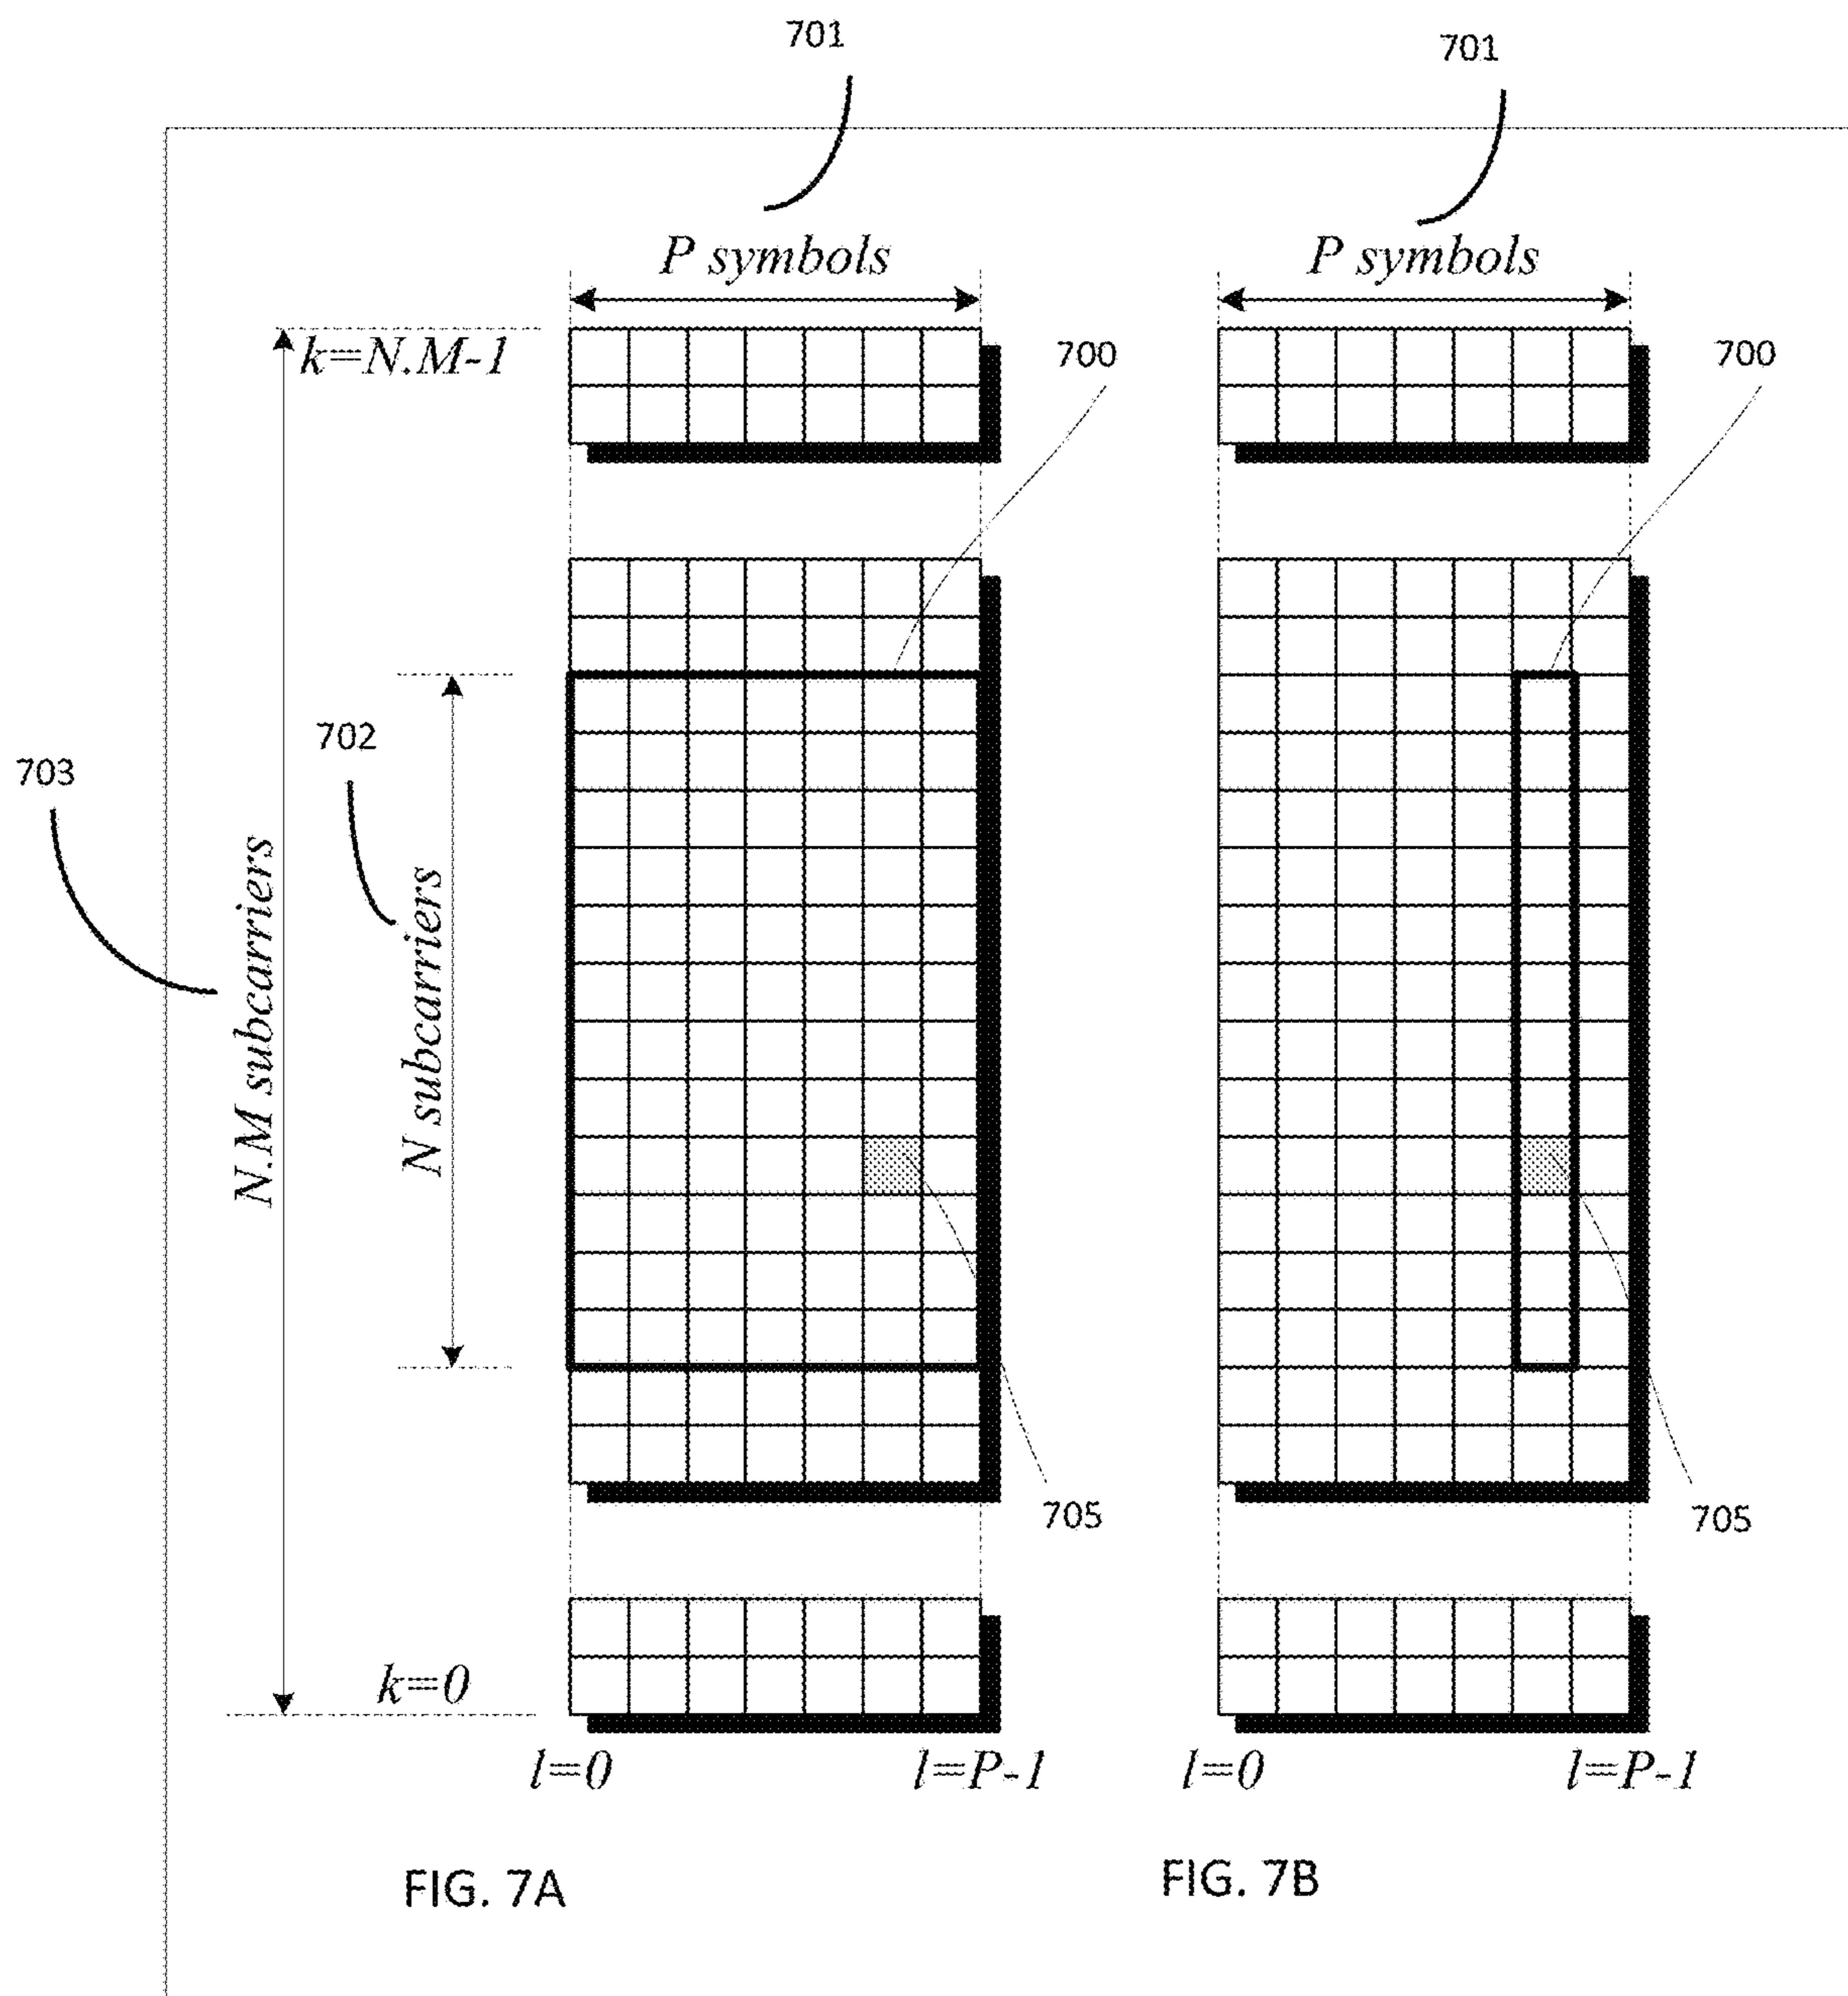 701
701
P symbols
P symbols
k=N.M-1
700
700
702
703
N.M subcarriers
N subcarriers
705
705
k=0
l=0
l=P-1
l=0
l=P-1
FIG. 7A
FIG. 7B